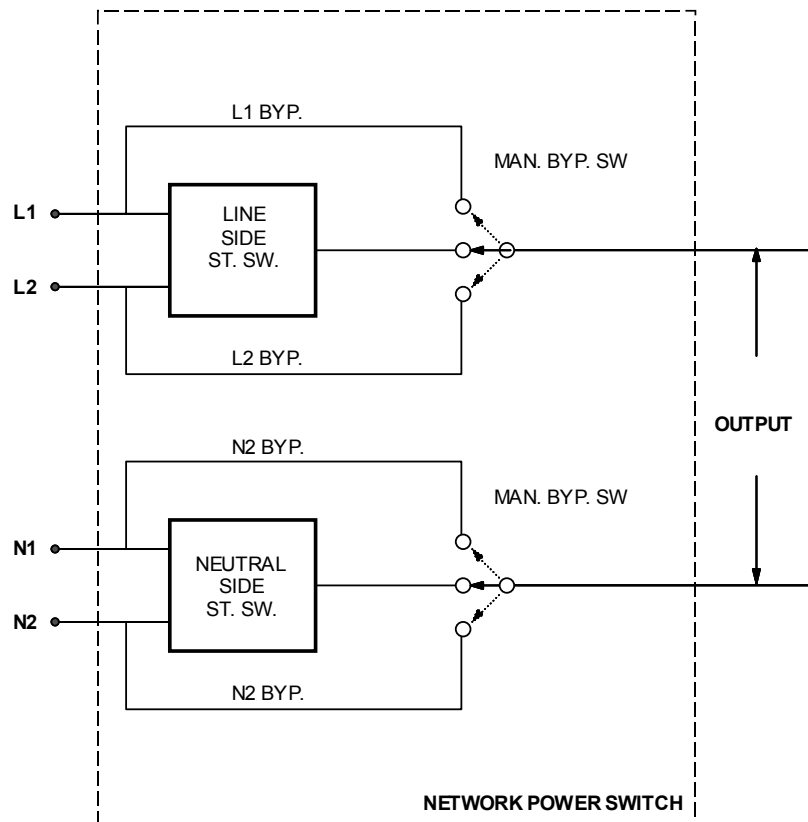 L1 BYP.
MAN. BYP. SW
L1
LINE
SIDE
ST. SW.
L2
L2 BYP.
OUTPUT
N2 BYP.
MAN. BYP. SW
N1
NEUTRAL
SIDE
ST. SW.
N2
N2 BYP.
NETWORK POWER SWITCH